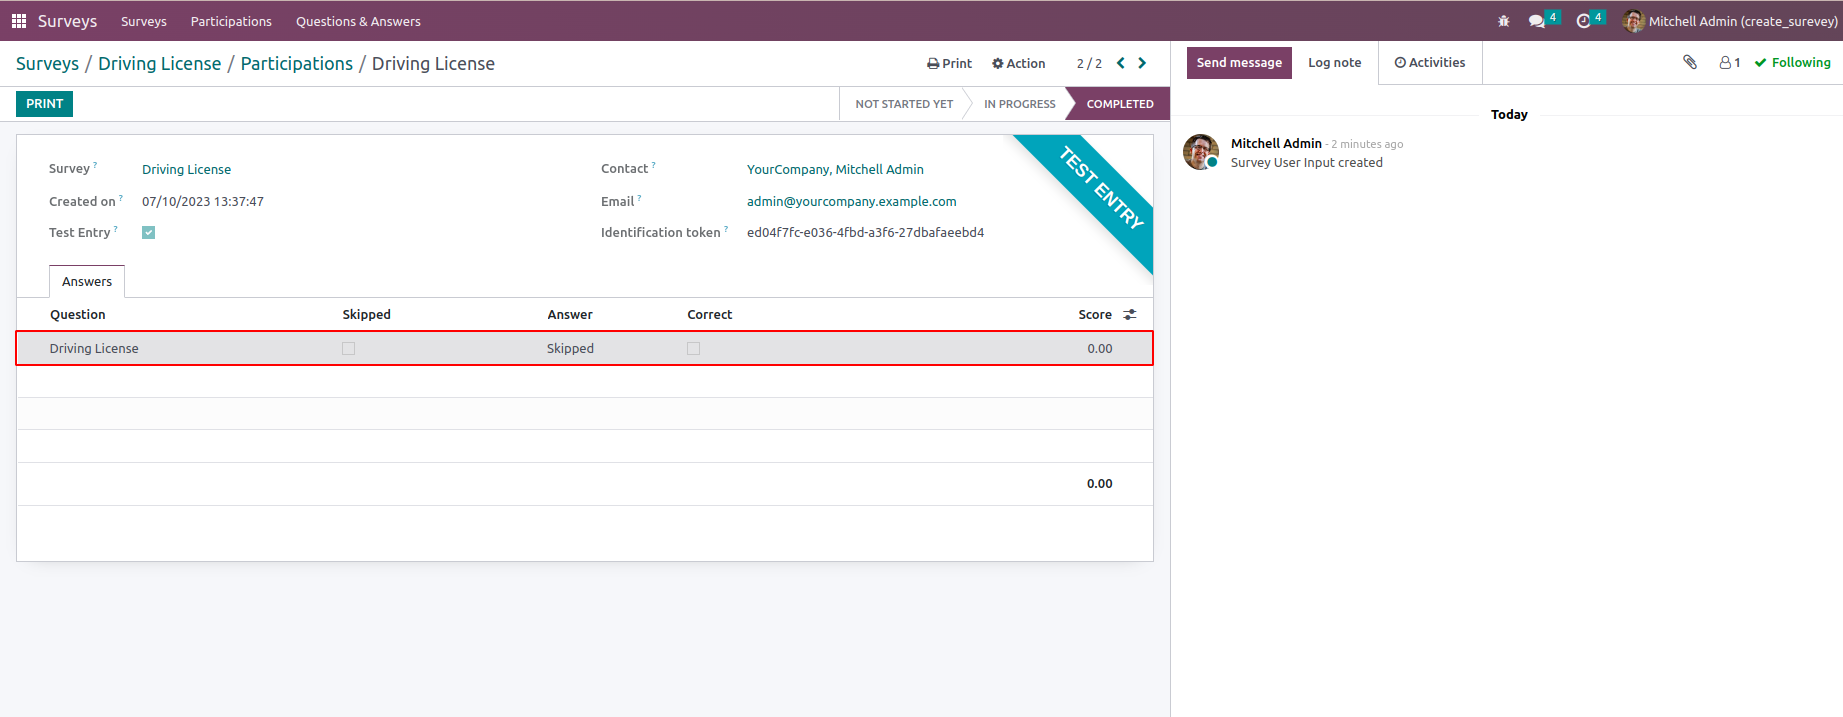 Surveys Surveys Participations Questions & Answers 4 4 Mitchell Admin (create_surevey)
Surveys / Driving License / Participations / Driving License Print Action 2 / 2
Send message Log note Activities 1 Following
PRINT NOT STARTED YET IN PROGRESS COMPLETED
Today
TEST ENTRY
Survey ? Driving License Contact ? YourCompany, Mitchell Admin
Created on ? 07/10/2023 13:37:47 Email ? admin@yourcompany.example.com
Test Entry ? Identification token ? ed04f7fc-e036-4fbd-a3f6-27dbafaeebd4
Answers
Question Skipped Answer Correct Score
Driving License Skipped 0.00
0.00
Mitchell Admin - 2 minutes ago
Survey User Input created